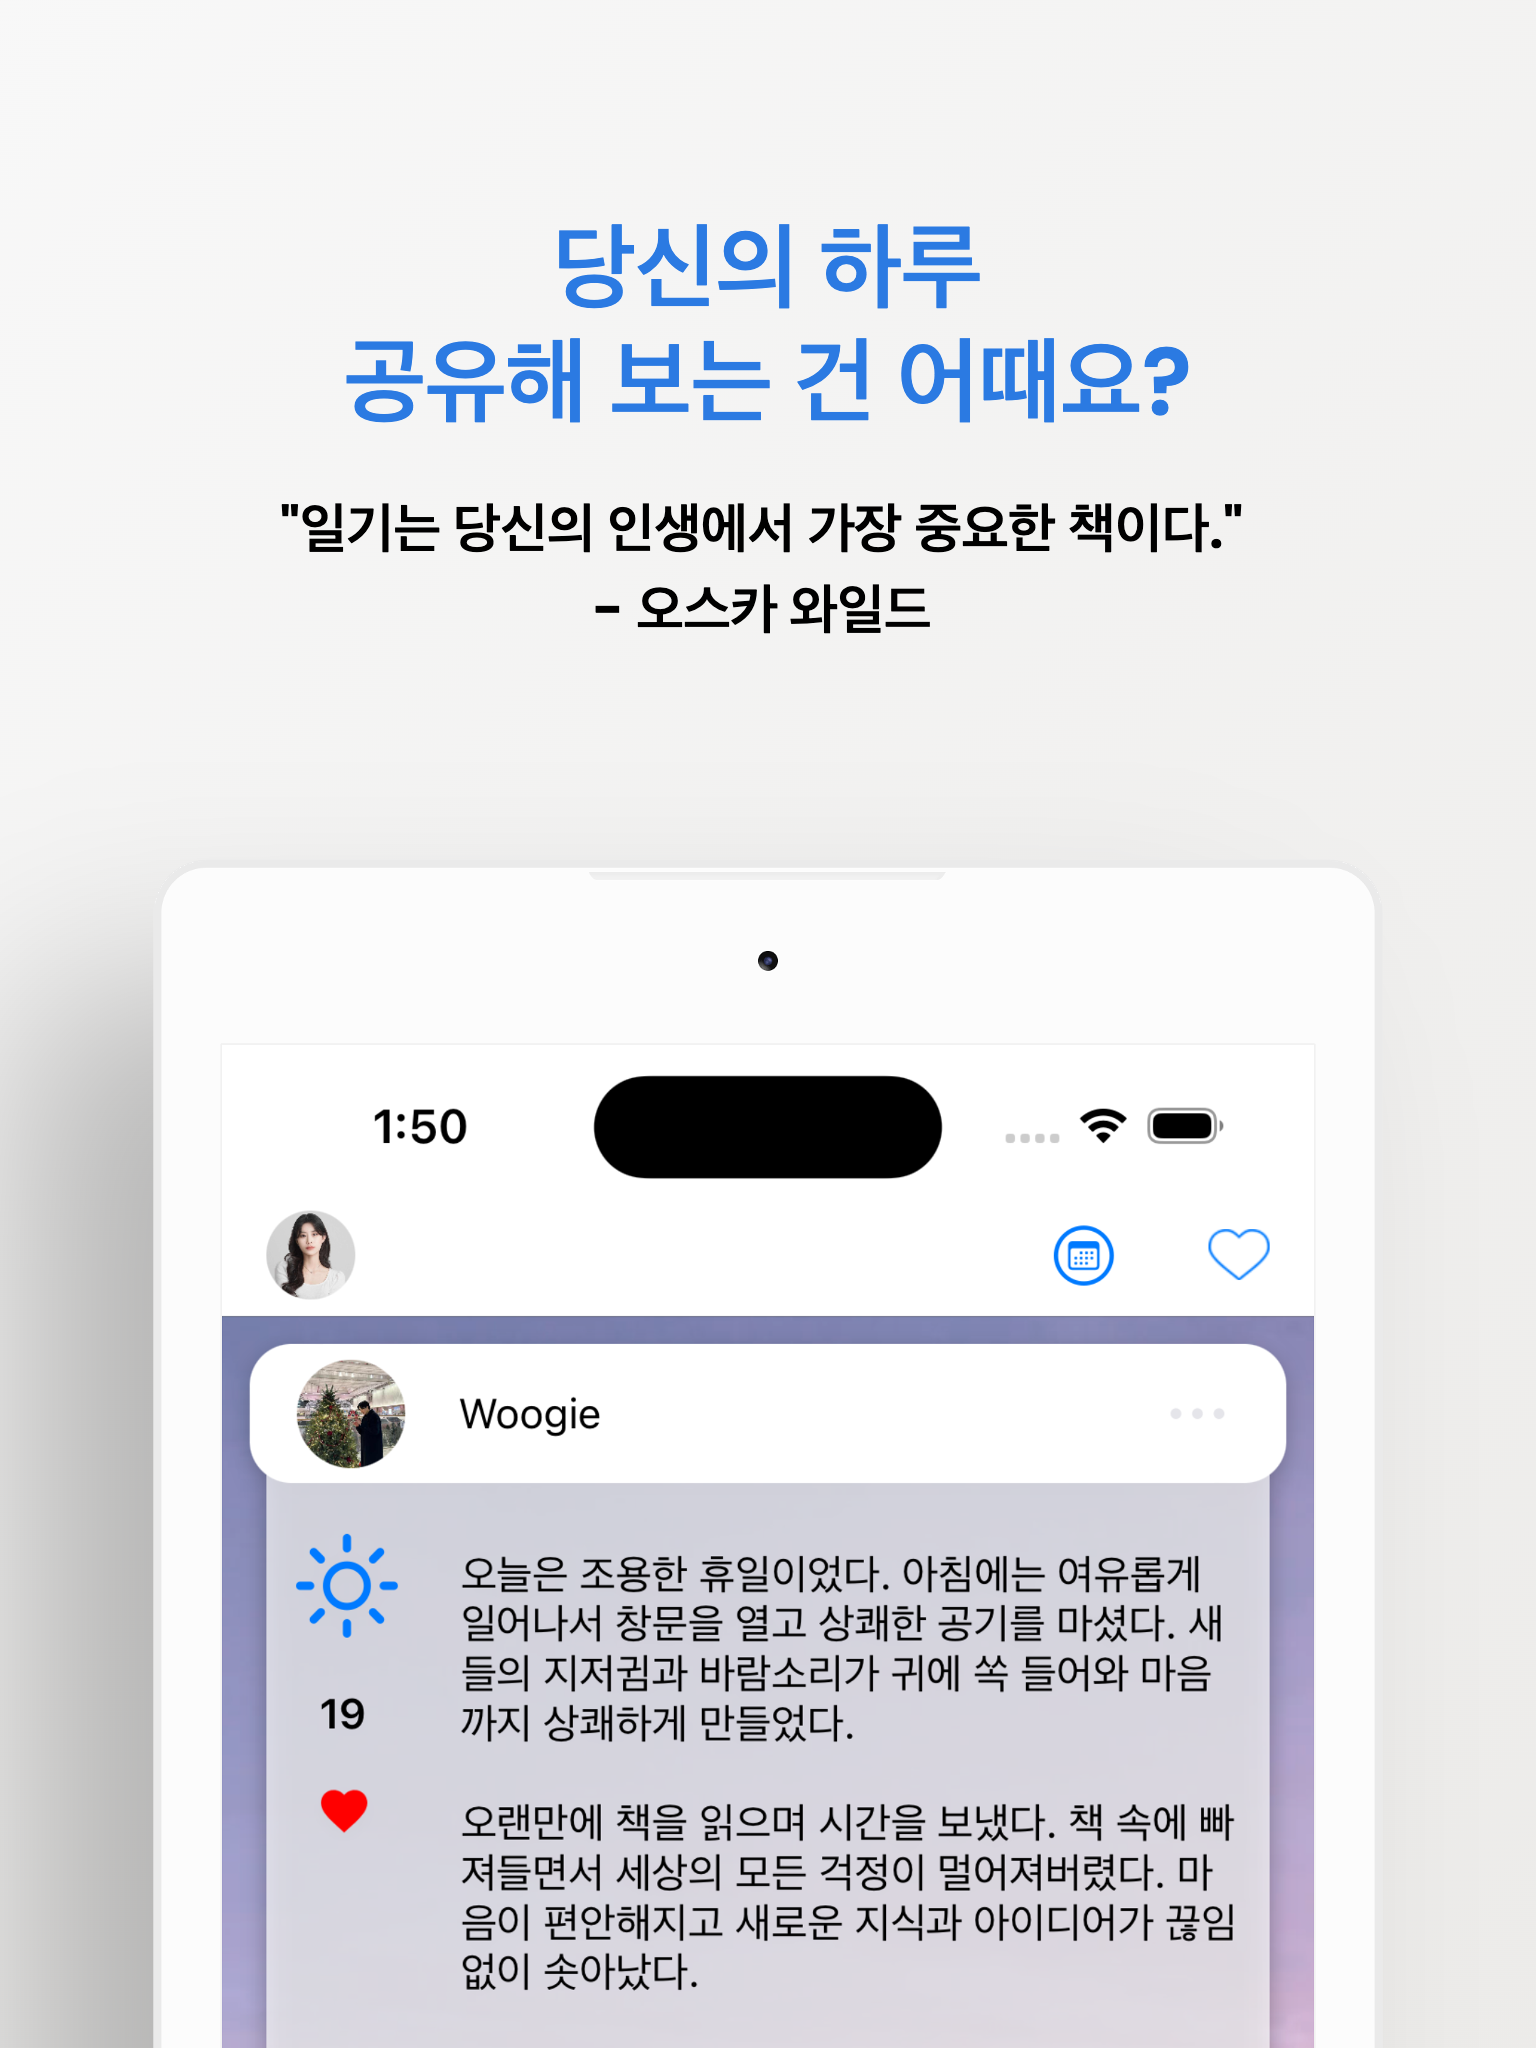 당신의 하루
공유해 보는 건 어때요?
"일기는 당신의 인생에서 가장 중요한 책이다."
- 오스카 와일드
1:50
Woogie
오늘은 조용한 휴일이었다. 아침에는 여유롭게
일어나서 창문을 열고 상쾌한 공기를 마셨다. 새
들의 지저귐과 바람소리가 귀에 쏙 들어와 마음
까지 상쾌하게 만들었다.
19
오랜만에 책을 읽으며 시간을 보냈다. 책 속에 빠
져들면서 세상의 모든 걱정이 멀어져버렸다. 마
음이 편안해지고 새로운 지식과 아이디어가 끊임
없이 솟아났다.